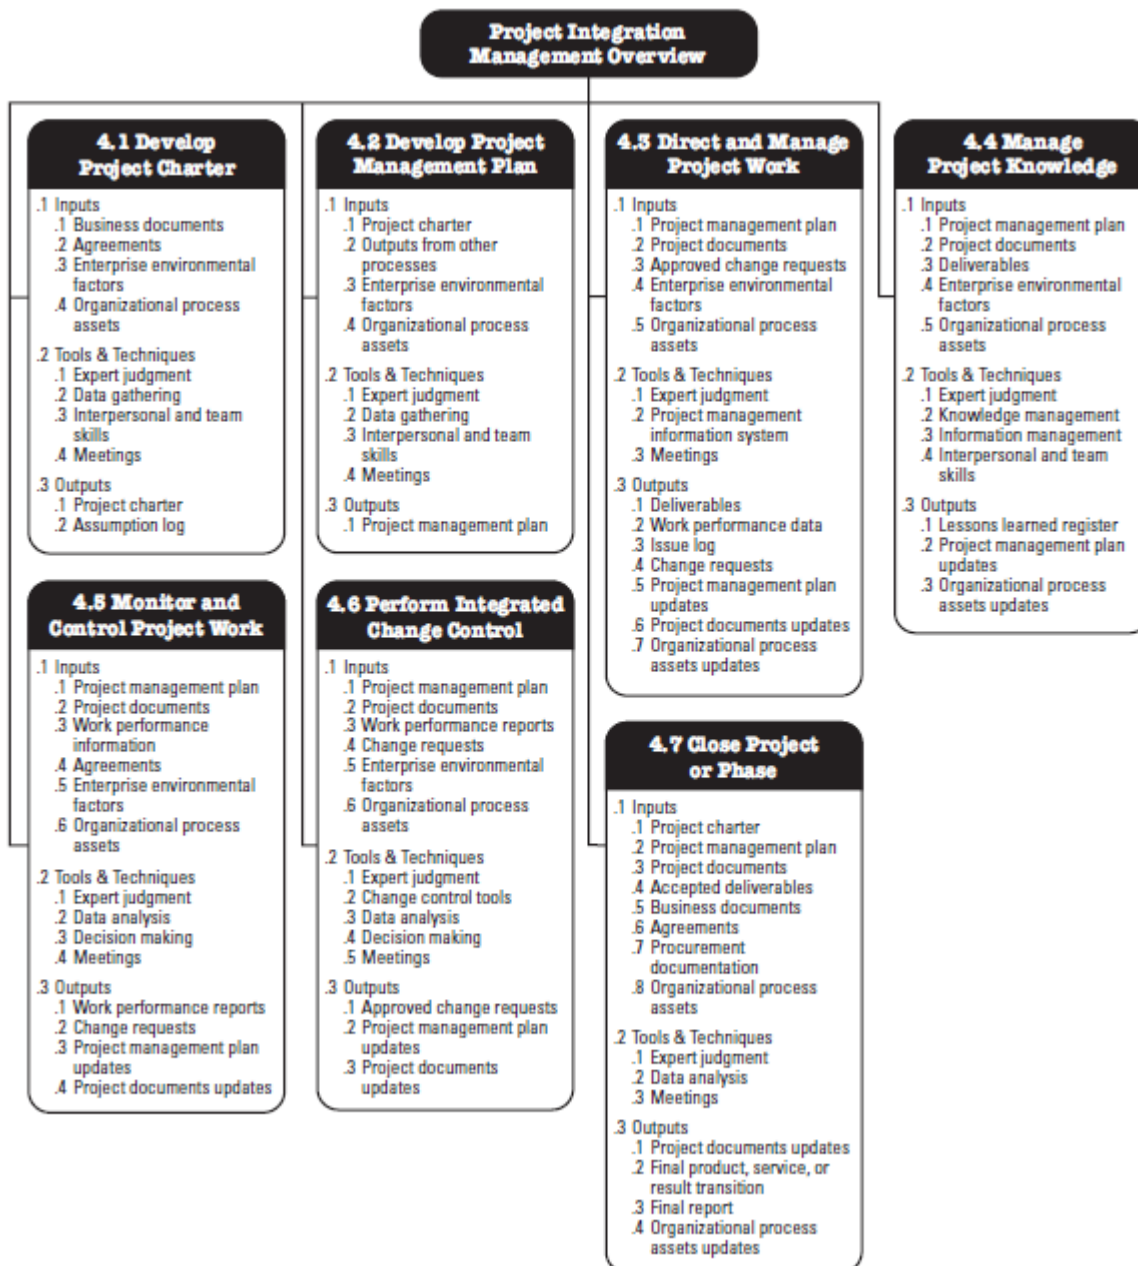 Project Integration
Management Overview
4.1 Develop
Project Charter
.1 Inputs
.1 Business documents
.2 Agreements
.3 Enterprise environmental
factors
.4 Organizational process
assets
.2 Tools & Techniques
.1 Expert judgment
.2 Data gathering
.3 Interpersonal and team
skills
.4 Meetings
.3 Outputs
.1 Project charter
.2 Assumption log
4.2 Develop Project
Management Plan
.1 Inputs
.1 Project charter
.2 Outputs from other
processes
.3 Enterprise environmental
factors
.4 Organizational process
assets
.2 Tools & Techniques
.1 Expert judgment
.2 Data gathering
.3 Interpersonal and team
skills
.4 Meetings
.3 Outputs
.1 Project management plan
4.3 Direct and Manage
Project Work
.1 Inputs
.1 Project management plan
.2 Project documents
.3 Approved change requests
.4 Enterprise environmental
factors
.5 Organizational process
assets
.2 Tools & Techniques
.1 Expert judgment
.2 Project management
information system
.3 Meetings
.3 Outputs
.1 Deliverables
.2 Work performance data
.3 Issue log
.4 Change requests
.5 Project management plan
updates
.6 Project documents updates
.7 Organizational process
assets updates
4.4 Manage
Project Knowledge
.1 Inputs
.1 Project management plan
.2 Project documents
.3 Deliverables
.4 Enterprise environmental
factors
.5 Organizational process
assets
.2 Tools & Techniques
.1 Expert judgment
.2 Knowledge management
.3 Information management
.4 Interpersonal and team
skills
.3 Outputs
.1 Lessons learned register
.2 Project management plan
updates
.3 Organizational process
assets updates
4.5 Monitor and
Control Project Work
.1 Inputs
.1 Project management plan
.2 Project documents
.3 Work performance
information
.4 Agreements
.5 Enterprise environmental
factors
.6 Organizational process
assets
.2 Tools & Techniques
.1 Expert judgment
.2 Data analysis
.3 Decision making
.4 Meetings
.3 Outputs
.1 Work performance reports
.2 Change requests
.3 Project management plan
updates
.4 Project documents updates
4.6 Perform Integrated
Change Control
.1 Inputs
.1 Project management plan
.2 Project documents
.3 Work performance reports
.4 Change requests
.5 Enterprise environmental
factors
.6 Organizational process
assets
.2 Tools & Techniques
.1 Expert judgment
.2 Change control tools
.3 Data analysis
.4 Decision making
.5 Meetings
.3 Outputs
.1 Approved change requests
.2 Project management plan
updates
.3 Project documents
updates
4.7 Close Project
or Phase
.1 Inputs
.1 Project charter
.2 Project management plan
.3 Project documents
.4 Accepted deliverables
.5 Business documents
.6 Agreements
.7 Procurement
documentation
.8 Organizational process
assets
.2 Tools & Techniques
.1 Expert judgment
.2 Data analysis
.3 Meetings
.3 Outputs
.1 Project documents updates
.2 Final product, service, or
result transition
.3 Final report
.4 Organizational process
assets updates